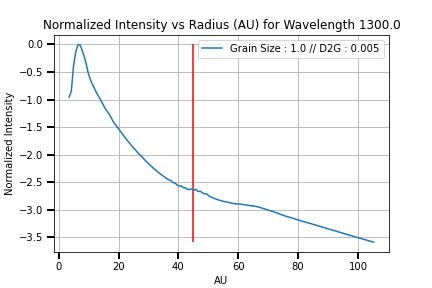 Normalized Intensity vs Radius (AU) for Wavelength 1300.0
Grain Size : 1.0 // D2G : 0.005
Normalized Intensity
0.0
−0.5
−1.0
−1.5
−2.0
−2.5
−3.0
−3.5
0 20 40 60 80 100
AU